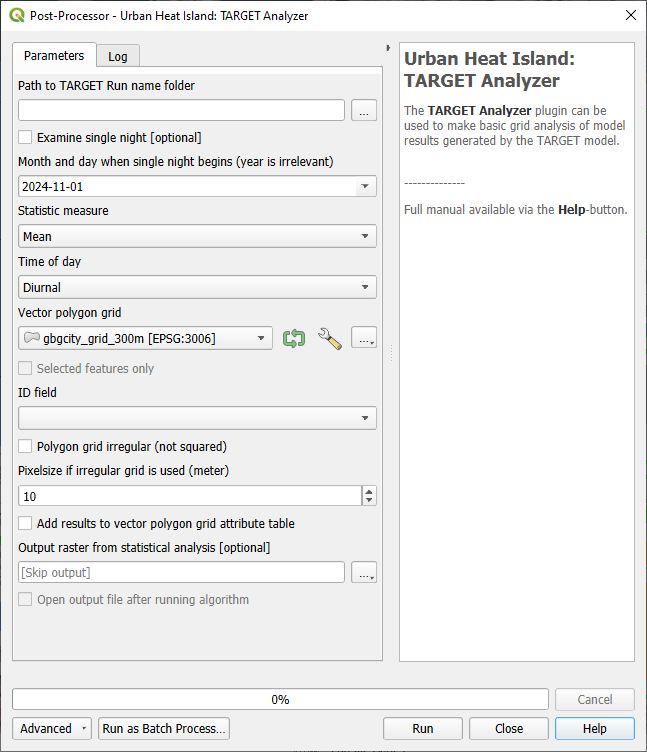 Post-Processor - Urban Heat Island: TARGET Analyzer
Parameters
Log
Path to TARGET Run name folder
...
Examine single night [optional]
Month and day when single night begins (year is irrelevant)
2024-11-01
Statistic measure
Mean
Time of day
Diurnal
Vector polygon grid
gbgcity_grid_300m [EPSG:3006]
...
Selected features only
ID field
Polygon grid irregular (not squared)
Pixelsize if irregular grid is used (meter)
10
Add results to vector polygon grid attribute table
Output raster from statistical analysis [optional]
[Skip output]
...
Open output file after running algorithm
Urban Heat Island:
TARGET Analyzer
The TARGET Analyzer plugin can be
used to make basic grid analysis of model
results generated by the TARGET model.
--------------
Full manual available via the Help-button.
0%
Cancel
Advanced
Run as Batch Process...
Run
Close
Help